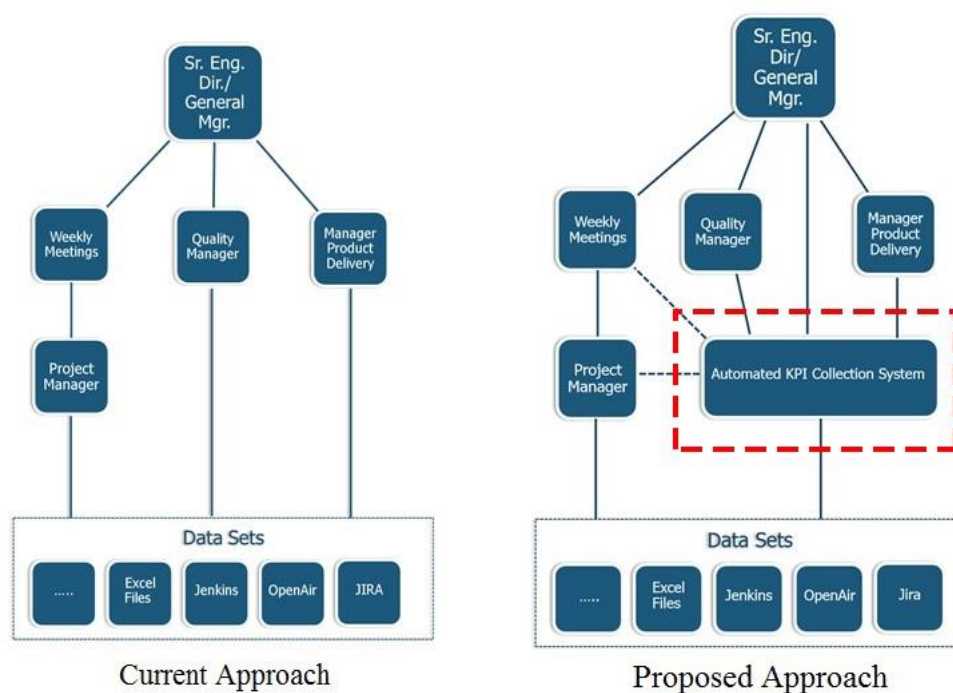 Sr. Eng.
Dir./
General
Mgr.
Weekly
Meetings
Quality
Manager
Manager
Product
Delivery
Project
Manager
Data Sets
.....
Excel
Files
Jenkins
OpenAir
JIRA
Current Approach
Sr. Eng.
Dir./
General
Mgr.
Weekly
Meetings
Quality
Manager
Manager
Product
Delivery
Project
Manager
Automated KPI Collection System
Data Sets
.....
Excel
Files
Jenkins
OpenAir
Jira
Proposed Approach